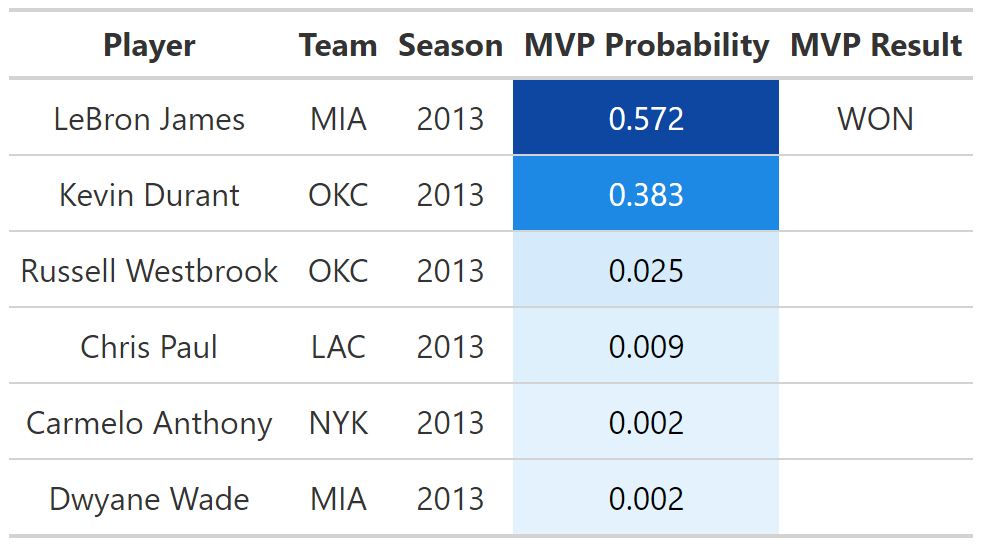 Player Team Season MVP Probability MVP Result
LeBron James MIA 2013 0.572 WON
Kevin Durant OKC 2013 0.383
Russell Westbrook OKC 2013 0.025
Chris Paul LAC 2013 0.009
Carmelo Anthony NYK 2013 0.002
Dwyane Wade MIA 2013 0.002